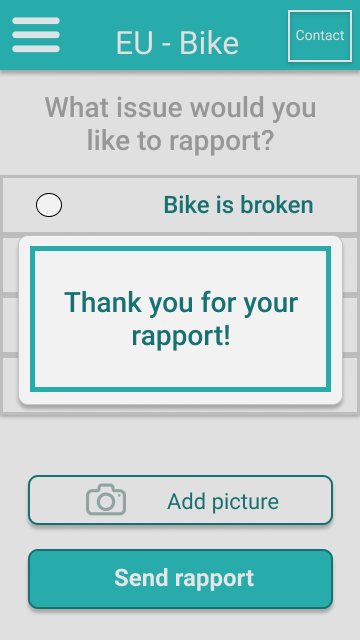 EU - Bike
Contact
What issue would you
like to rapport?
Bike is broken
Thank you for your
rapport!
Add picture
Send rapport